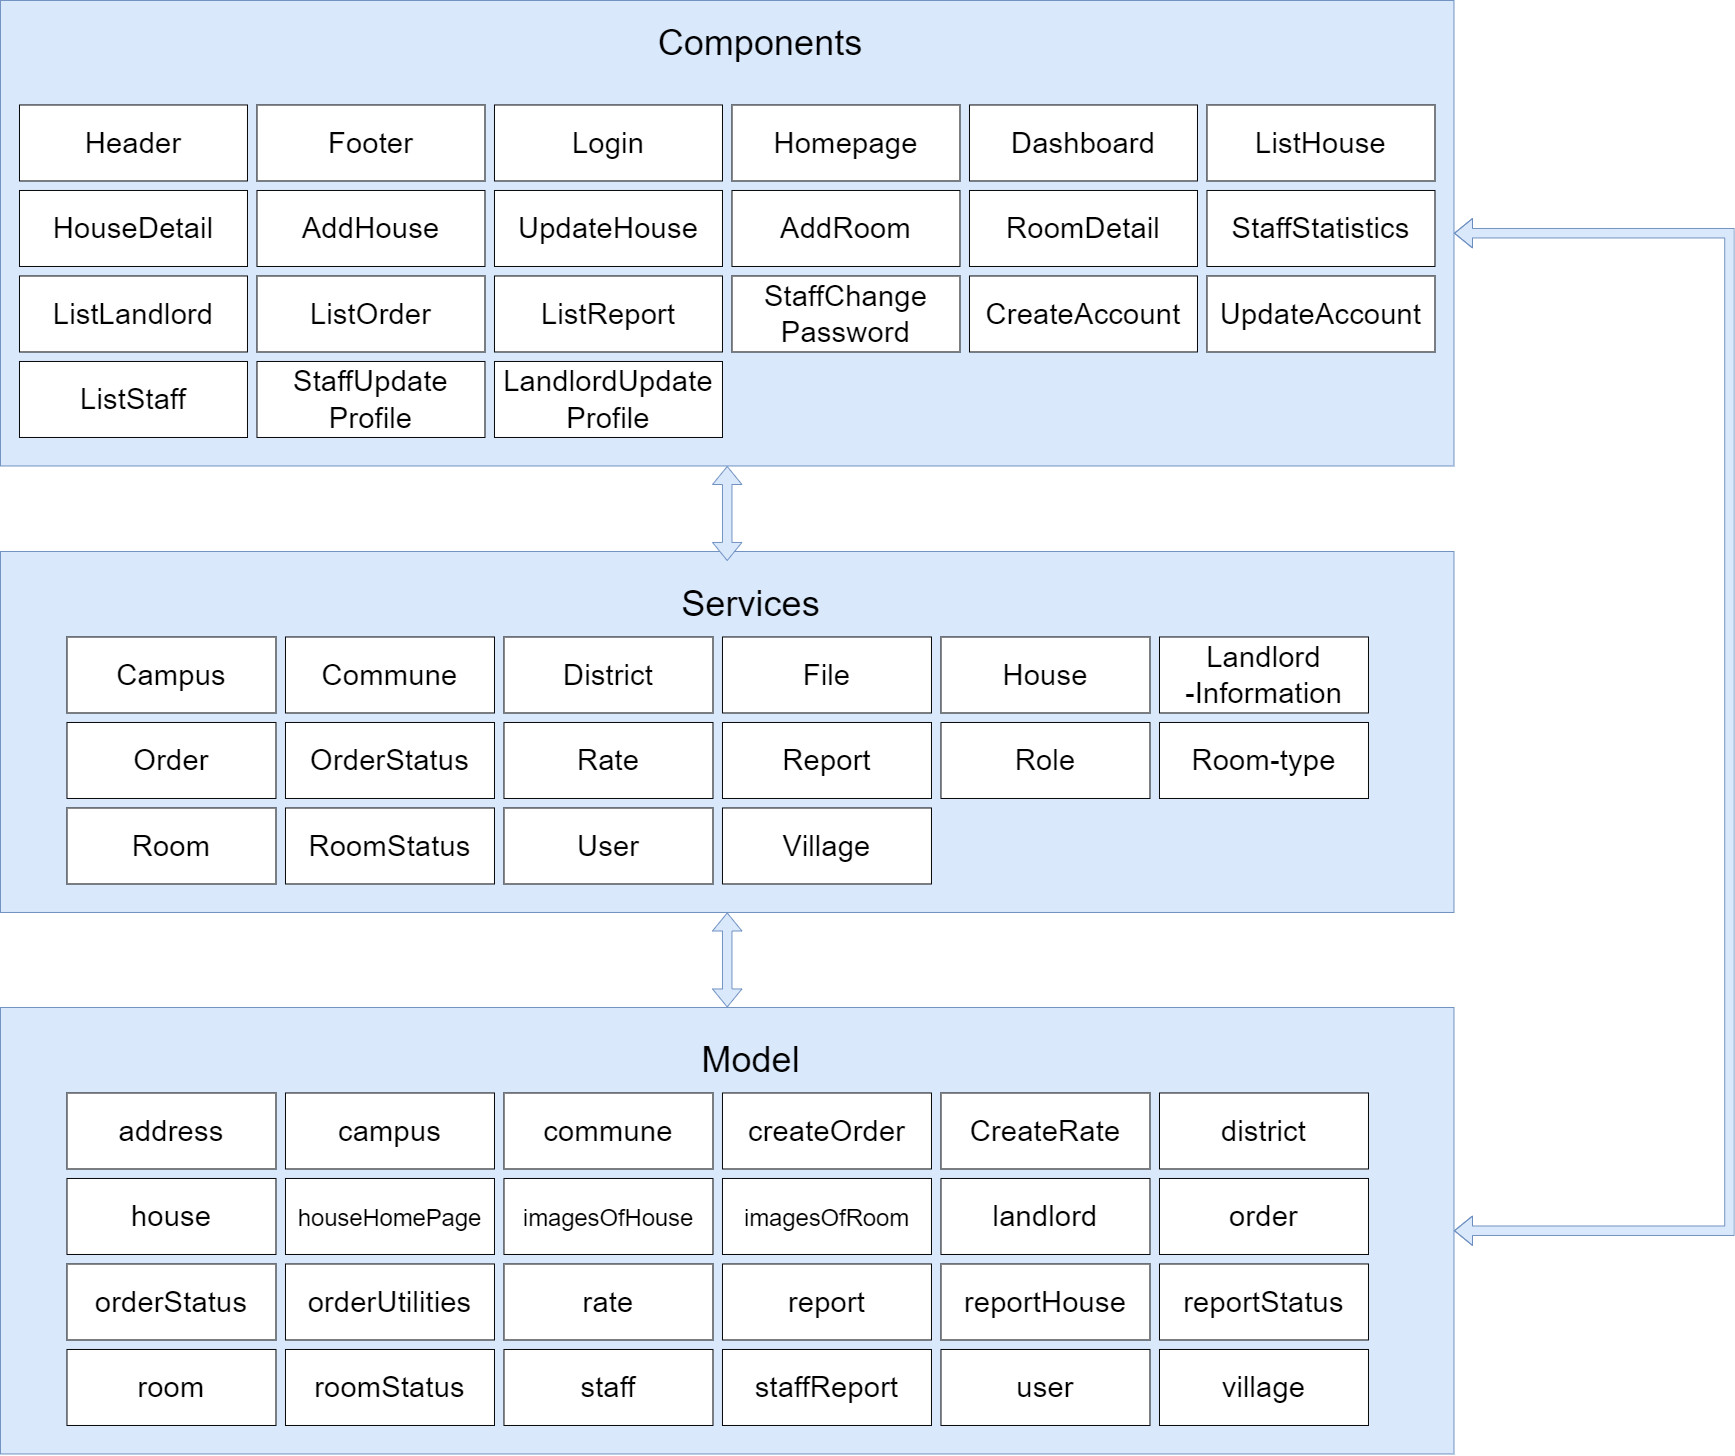 Components
Header
Footer
Login
Homepage
Dashboard
ListHouse
HouseDetail
AddHouse
UpdateHouse
AddRoom
RoomDetail
StaffStatistics
ListLandlord
ListOrder
ListReport
StaffChange
Password
CreateAccount
UpdateAccount
ListStaff
StaffUpdate
Profile
LandlordUpdate
Profile
Services
Campus
Commune
District
File
House
Landlord
-Information
Order
OrderStatus
Rate
Report
Role
Room-type
Room
RoomStatus
User
Village
Model
address
campus
commune
createOrder
CreateRate
district
house
houseHomePage
imagesOfHouse
imagesOfRoom
landlord
order
orderStatus
orderUtilities
rate
report
reportHouse
reportStatus
room
roomStatus
staff
staffReport
user
village